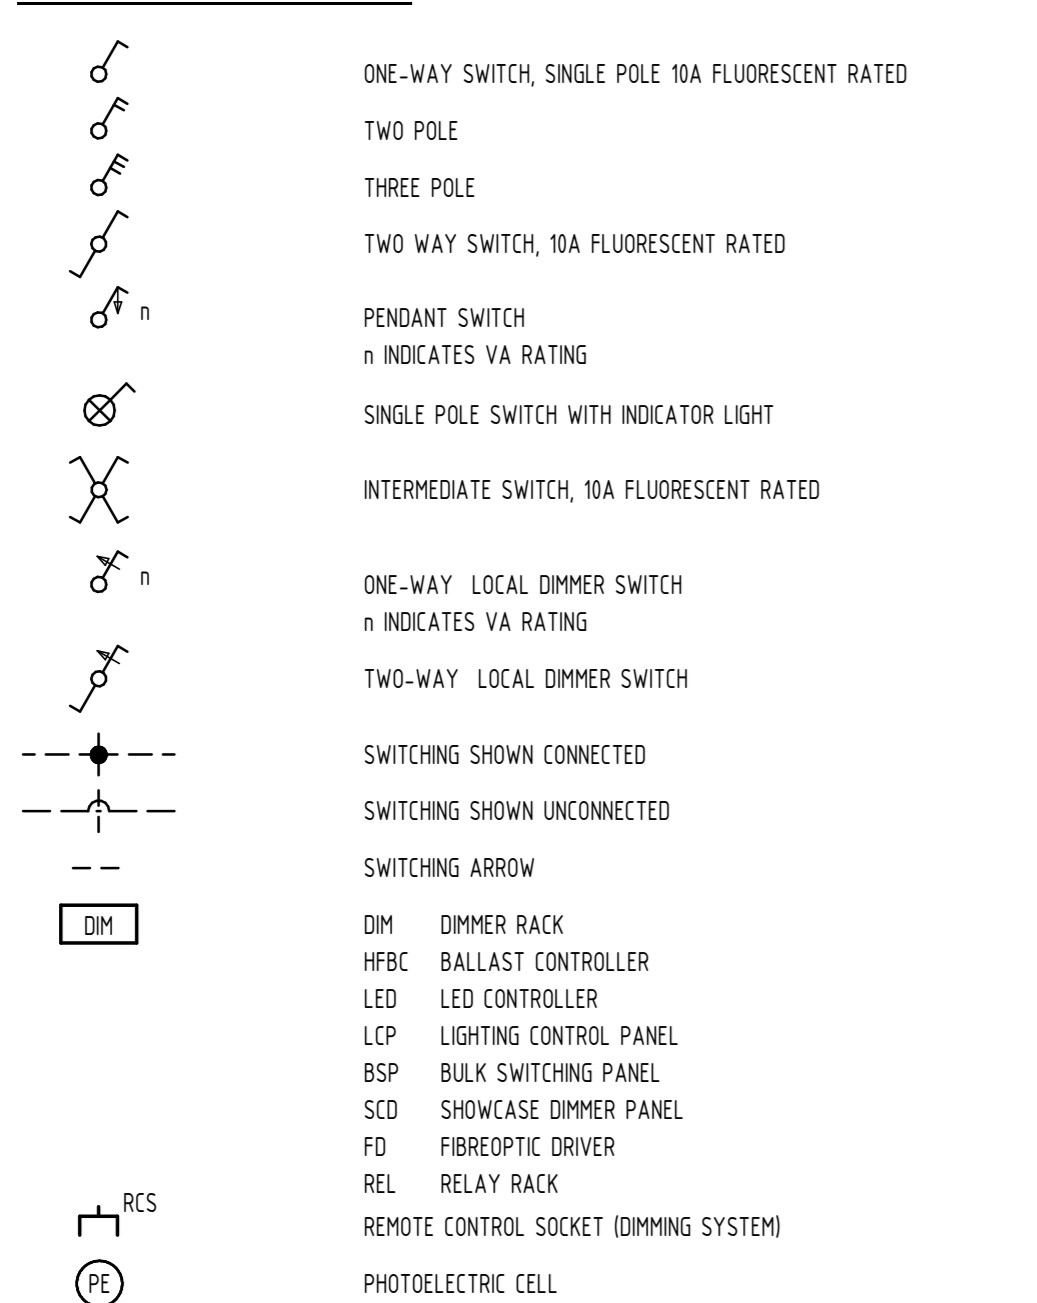 ONE-WAY SWITCH, SINGLE POLE 10A FLUORESCENT RATED
TWO POLE
THREE POLE
TWO WAY SWITCH, 10A FLUORESCENT RATED
n PENDANT SWITCH
n INDICATES VA RATING
SINGLE POLE SWITCH WITH INDICATOR LIGHT
INTERMEDIATE SWITCH, 10A FLUORESCENT RATED
n ONE-WAY LOCAL DIMMER SWITCH
n INDICATES VA RATING
TWO-WAY LOCAL DIMMER SWITCH
SWITCHING SHOWN CONNECTED
SWITCHING SHOWN UNCONNECTED
SWITCHING ARROW
DIM DIM DIMMER RACK
HFBC BALLAST CONTROLLER
LED LED CONTROLLER
LCP LIGHTING CONTROL PANEL
BSP BULK SWITCHING PANEL
SCD SHOWCASE DIMMER PANEL
FD FIBREOPTIC DRIVER
REL RELAY RACK
RCS REMOTE CONTROL SOCKET (DIMMING SYSTEM)
PE PHOTOELECTRIC CELL